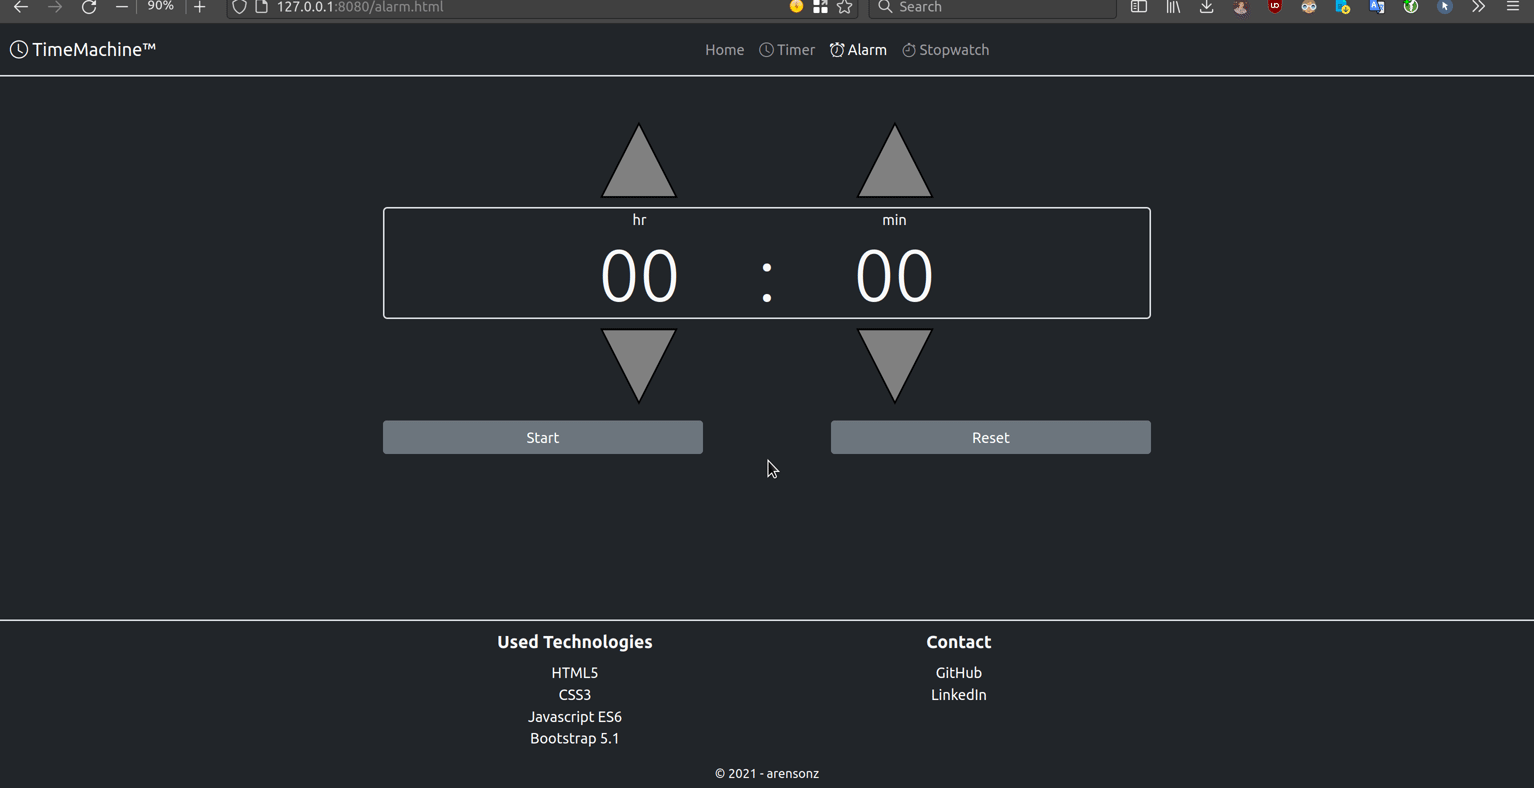 90%
127.0.0.1:8080/alarm.html
Search
TimeMachine™
Home Timer Alarm Stopwatch
hr min
00 : 00
Start Reset
Used Technologies
HTML5
CSS3
Javascript ES6
Bootstrap 5.1
Contact
GitHub
LinkedIn
© 2021 - arensonz